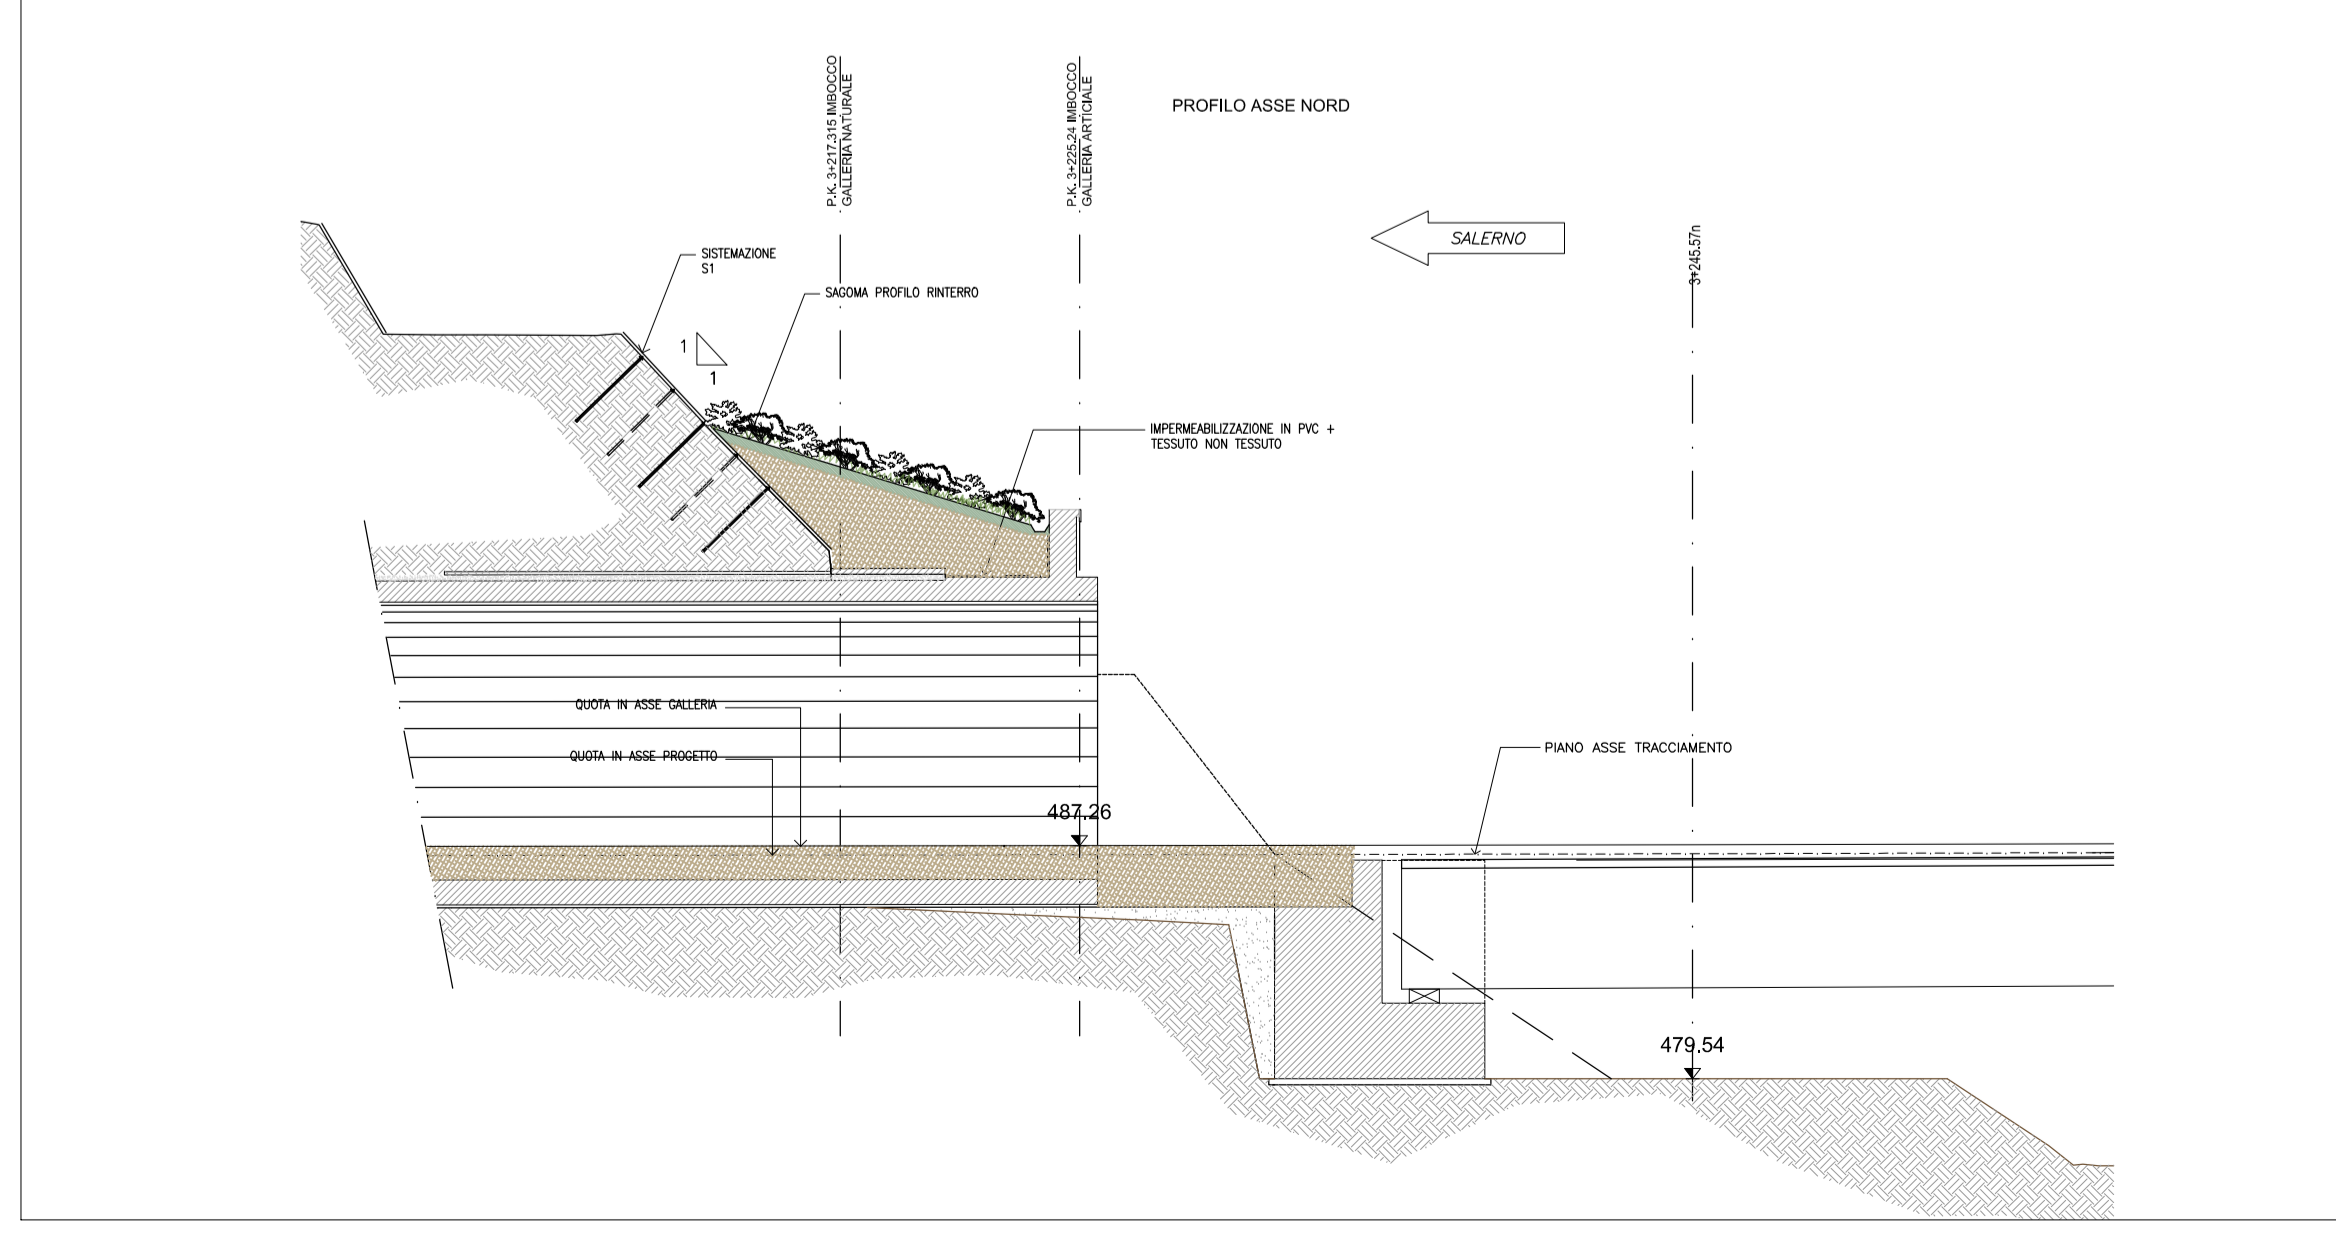 P.K. 3+217.315 IMBOCCO
GALLERIA NATURALE
P.K. 3+225.24 IMBOCCO
GALLERIA ARTICIALE
PROFILO ASSE NORD
SALERNO
3+245.57n
SISTEMAZIONE
S1
SAGOMA PROFILO RINTERRO
1
1
IMPERMEABILIZZAZIONE IN PVC +
TESSUTO NON TESSUTO
QUOTA IN ASSE GALLERIA
QUOTA IN ASSE PROGETTO
PIANO ASSE TRACCIAMENTO
487.26
479.54